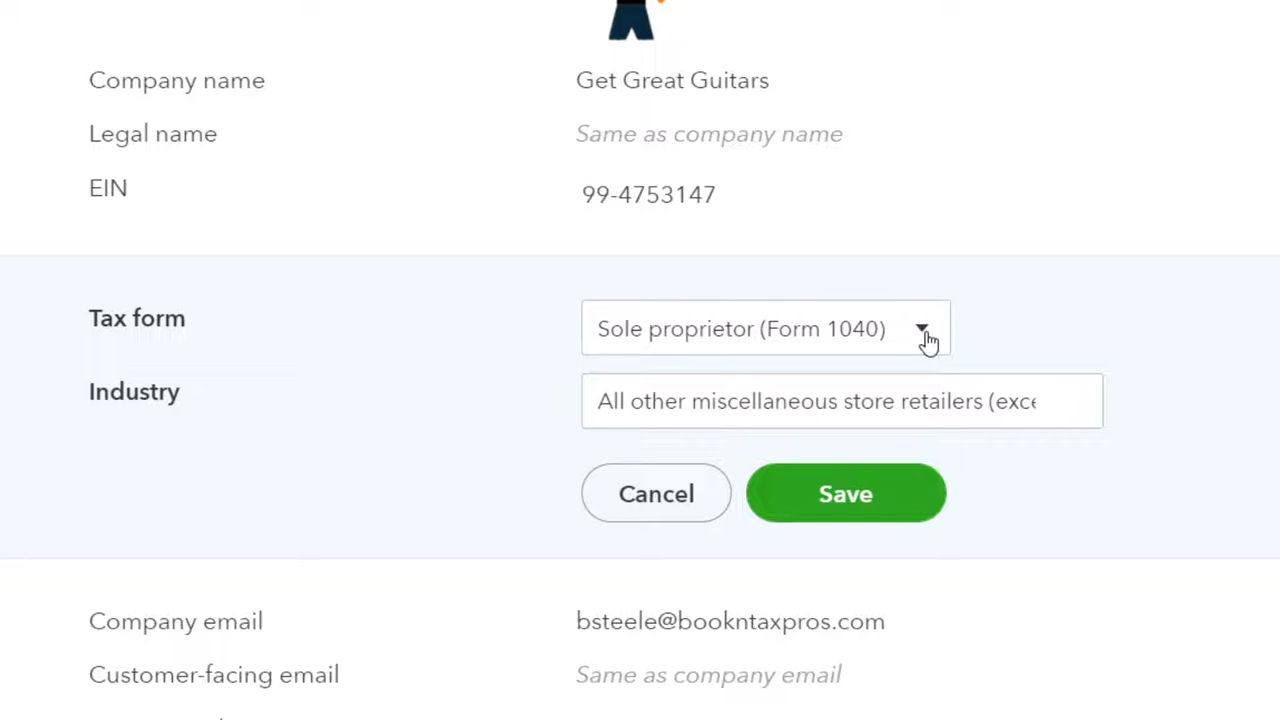 Company name
Get Great Guitars
Legal name
Same as company name
EIN
99-4753147
Tax form
Sole proprietor (Form 1040)
Industry
All other miscellaneous store retailers (exce
Cancel
Save
Company email
bsteele@bookntaxpros.com
Customer-facing email
Same as company email